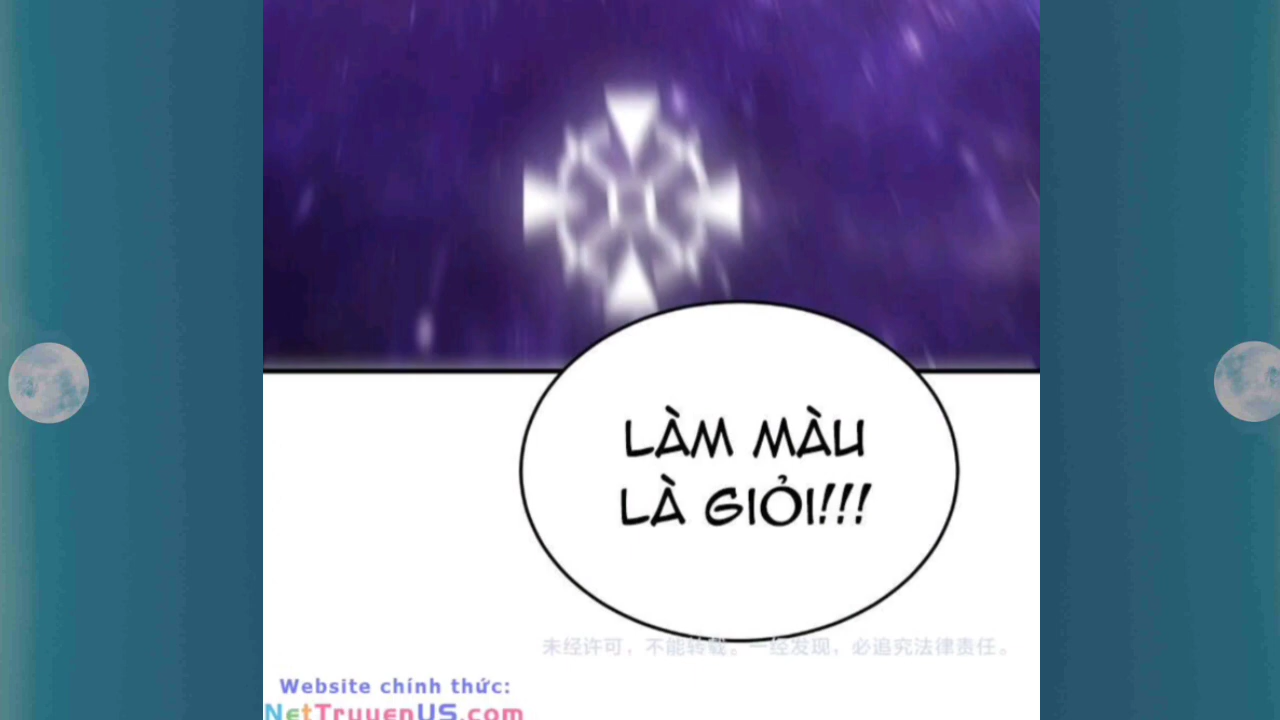 LÀM MÀU
LÀ GIỎI!!!
未经许可，不能转载。一经发现，必追究法律责任。
Website chính thức:
NetTruyenUS.com